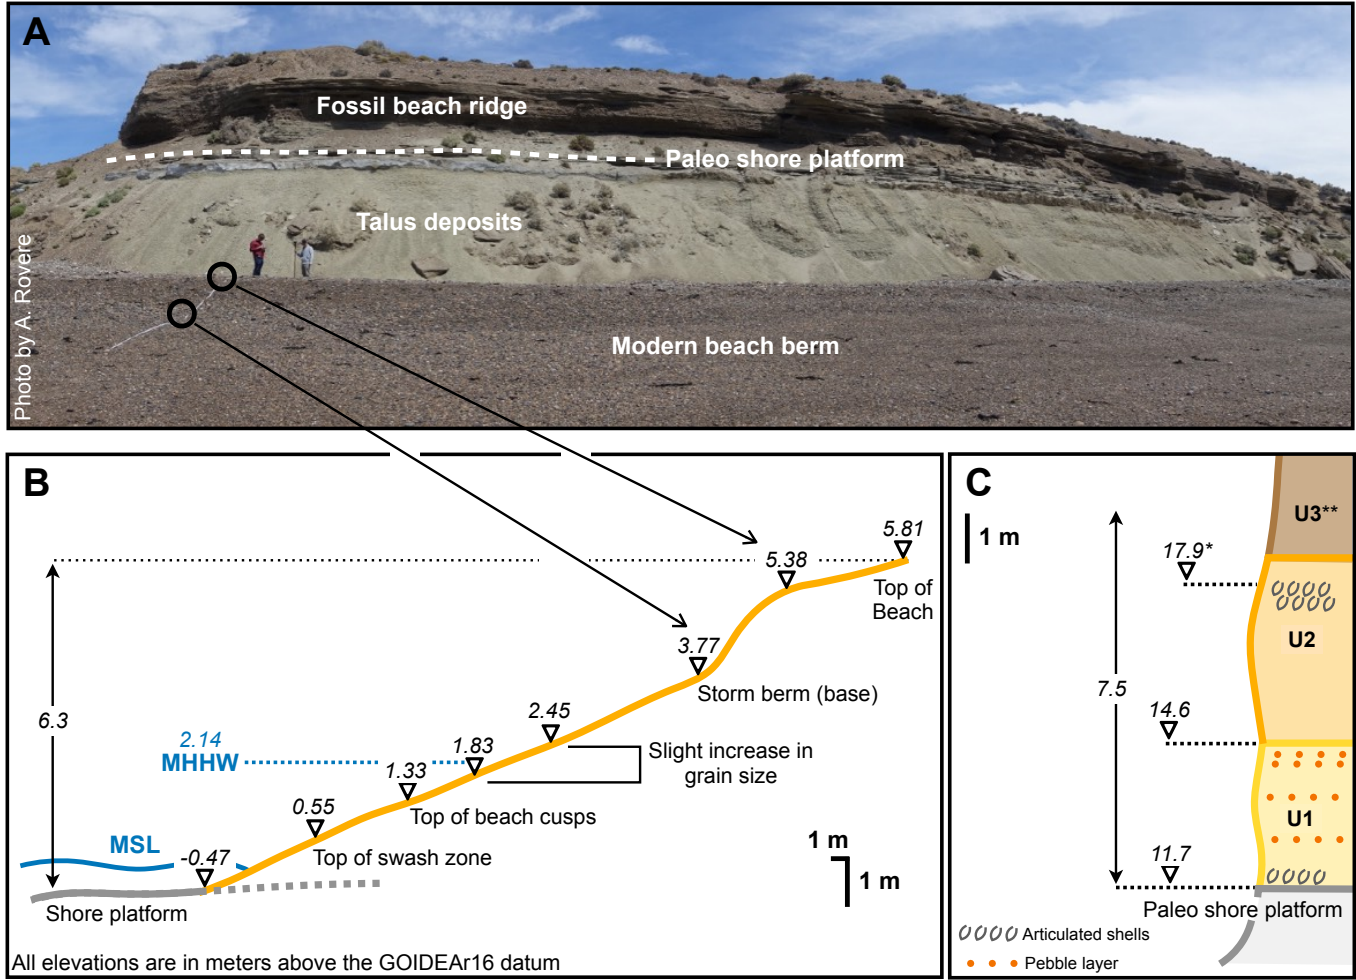 A
Fossil beach ridge
Paleo shore platform
Talus deposits
Modern beach berm
Photo by A. Rovere
B
5.81
5.38
Top of
Beach
3.77
Storm berm (base)
6.3
2.45
2.14
MHHW
1.83
Slight increase in
grain size
1.33
Top of beach cusps
0.55
Top of swash zone
MSL
-0.47
Shore platform
1 m
1 m
All elevations are in meters above the GOIDEAr16 datum
C
1 m
U3**
17.9*
U2
7.5
14.6
U1
11.7
Paleo shore platform
Articulated shells
Pebble layer